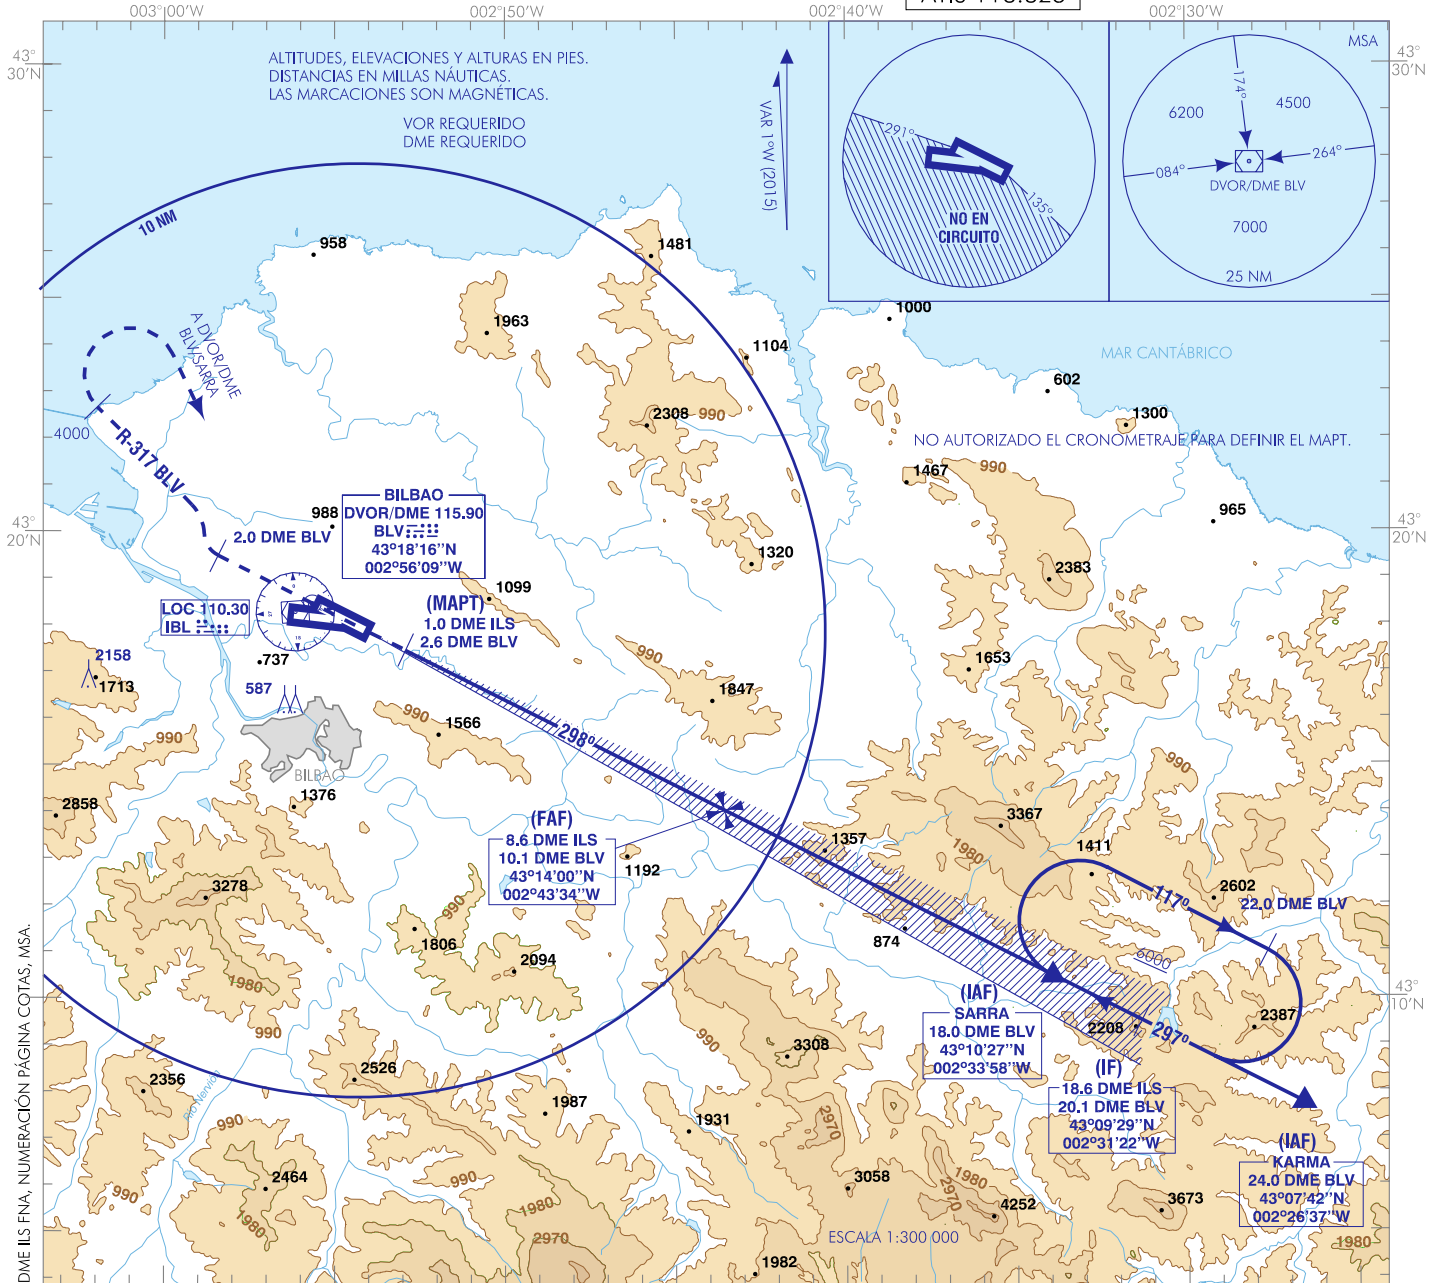 003°00'W
002°50'W
002°40'W
002°30'W
43°
30'N
ALTITUDES, ELEVACIONES Y ALTURAS EN PIES.
DISTANCIAS EN MILLAS NÁUTICAS.
LAS MARCACIONES SON MAGNÉTICAS.
VOR REQUERIDO
DME REQUERIDO
VAR 1°W (2015)
291°
135°
NO EN
CIRCUITO
MSA
174°
6200
4500
084°
264°
DVOR/DME BLV
7000
25 NM
43°
30'N
10 NM
958
1481
1963
1104
1000
MAR CANTÁBRICO
602
1300
A DVOR/DME
BLV/SARRA
4000
R-317 BLV
2308
990
NO AUTORIZADO EL CRONOMETRAJE PARA DEFINIR EL MAPT.
1467
990
965
43°
20'N
43°
20'N
988
2.0 DME BLV
BILBAO
DVOR/DME 115.90
BLV
43°18'16''N
002°56'09''W
1320
2383
1099
LOC 110.30
IBL
(MAPT)
1.0 DME ILS
2.6 DME BLV
2158
1713
737
587
990
1653
1847
990
1566
298°
990
990
BILBAO
1376
2858
(FAF)
8.6 DME ILS
10.1 DME BLV
43°14'00''N
002°43'34''W
1192
1357
3367
1980
1411
117°
2602
22.0 DME BLV
3278
990
1806
2094
874
6000
1980
990
990
(IAF)
SARRA
18.0 DME BLV
43°10'27''N
002°33'58''W
2208
297°
2387
43°
10'N
3308
2526
2356
Río Nervión
990
1987
1931
2970
(IF)
18.6 DME ILS
20.1 DME BLV
43°09'29''N
002°31'22''W
(IAF)
KARMA
24.0 DME BLV
43°07'42''N
002°26'37''W
990
2464
1980
990
1980
2970
3058
1980
2970
4252
3673
1980
ESCALA 1:300 000
1982
DME ILS FNA, NUMERACIÓN PÁGINA COTAS, MSA.